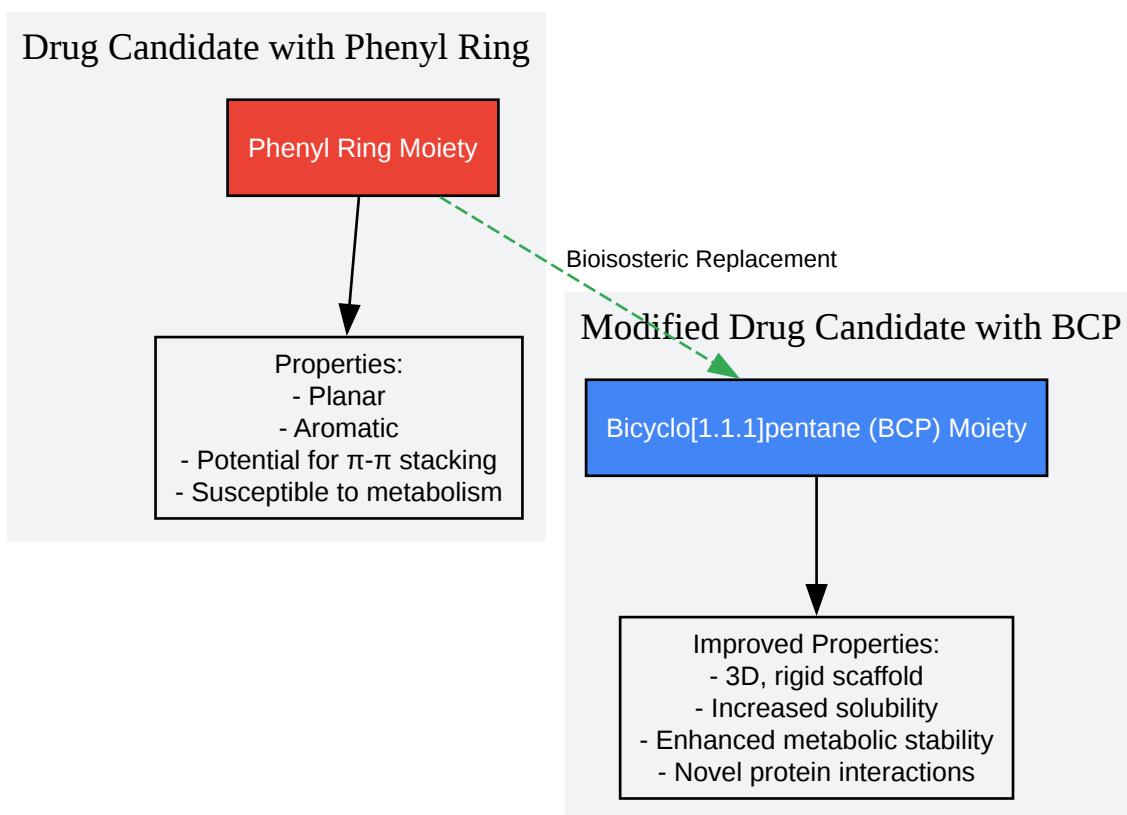 Drug Candidate with Phenyl Ring
Phenyl Ring Moiety
Properties:
- Planar
- Aromatic
- Potential for π-π stacking
- Susceptible to metabolism
Bioisosteric Replacement
Modified Drug Candidate with BCP
Bicyclo[1.1.1]pentane (BCP) Moiety
Improved Properties:
- 3D, rigid scaffold
- Increased solubility
- Enhanced metabolic stability
- Novel protein interactions